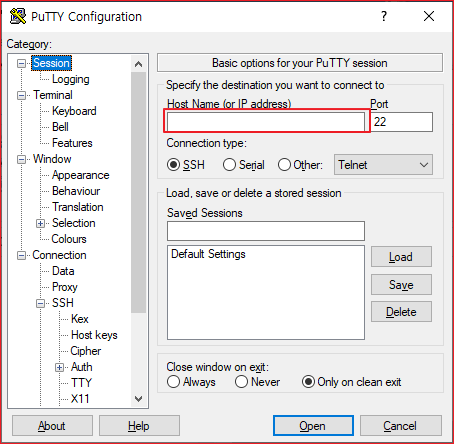 PuTTY Configuration
?
Category:
Session
Logging
Terminal
Keyboard
Bell
Features
Window
Appearance
Behaviour
Translation
Selection
Colours
Connection
Data
Proxy
SSH
Kex
Host keys
Cipher
Auth
TTY
X11
Basic options for your PuTTY session
Specify the destination you want to connect to
Host Name (or IP address) Port
22
Connection type:
SSH Serial Other: Telnet
Load, save or delete a stored session
Saved Sessions
Default Settings
Load
Save
Delete
Close window on exit:
Always Never Only on clean exit
About Help Open Cancel